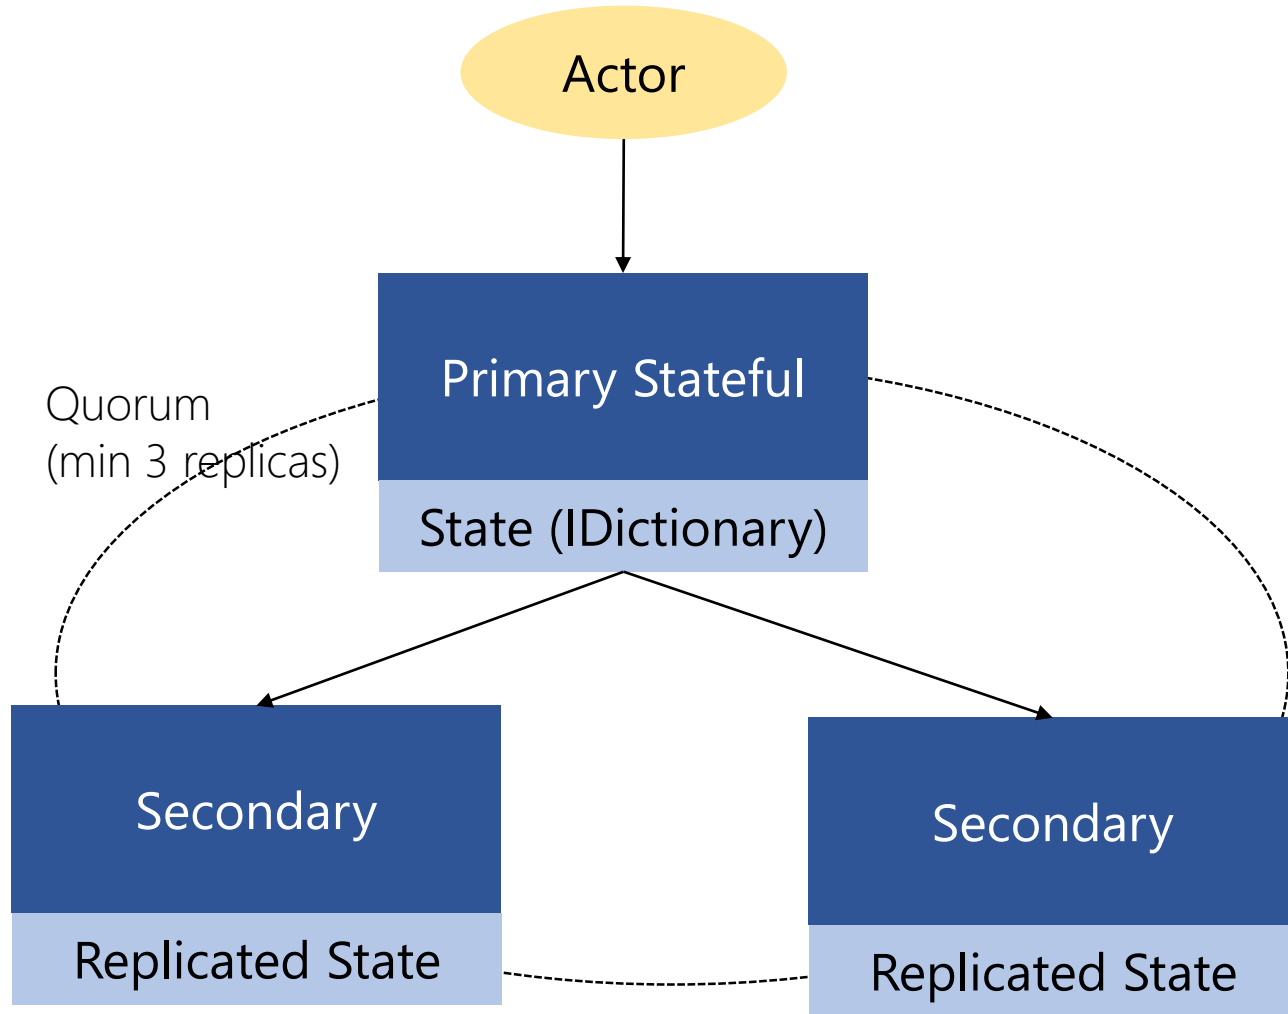 Actor
Primary Stateful
Quorum
(min 3 replicas)
State (IDictionary)
Secondary
Secondary
Replicated State
Replicated State